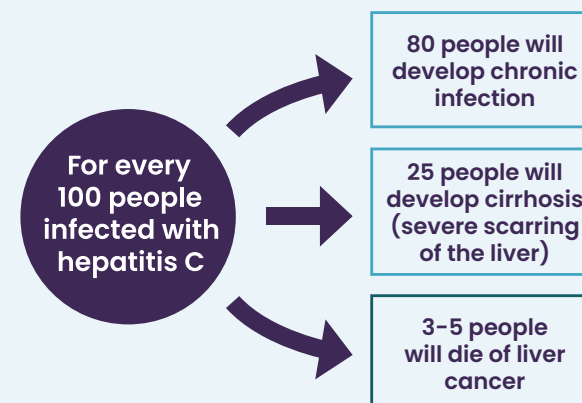 For every
100 people
infected with
hepatitis C
80 people will
develop chronic
infection
25 people will
develop cirrhosis
(severe scarring
of the liver)
3-5 people
will die of liver
cancer